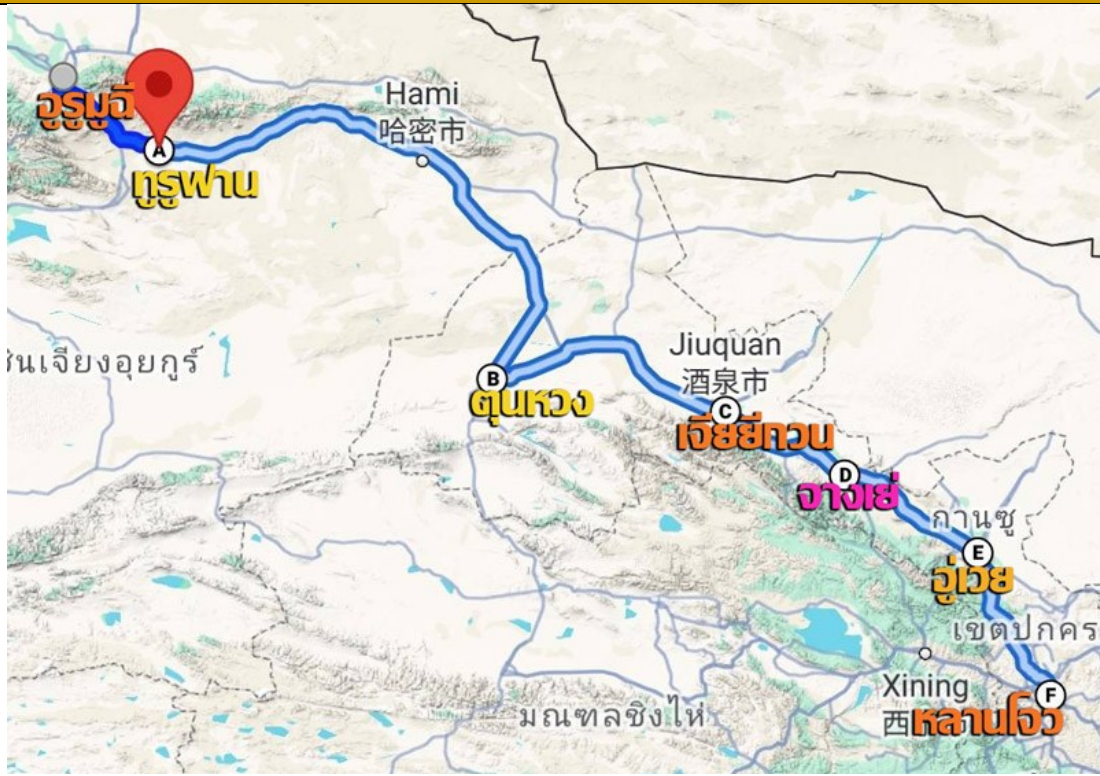 อูรูมูฉี
A
ทูรูฟาน
Hami
哈密市
ชินเจียงอุยกูร์
B
ตุนหวง
Jiuquan
酒泉市
C
เจียยีกวน
D
จางเย่
กานซู
E
อู่เวย
เขตปกคร
Xining
西
F
หลานโจว
มณฑลชิงไห่